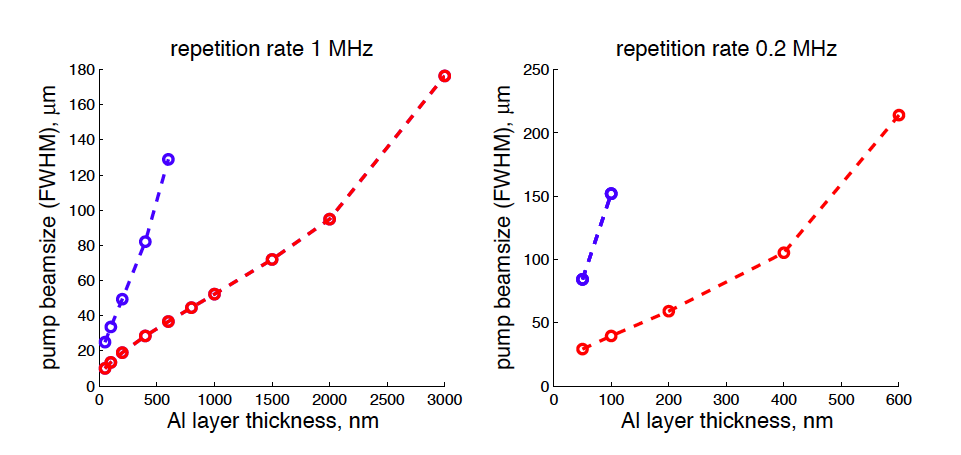 repetition rate 1 MHz
180
160
140
120
100
80
60
40
20
0
pump beamsize (FWHM), μm
0 500 1000 1500 2000 2500 3000
Al layer thickness, nm
repetition rate 0.2 MHz
250
200
150
100
50
0
pump beamsize (FWHM), μm
0 100 200 300 400 500 600
Al layer thickness, nm